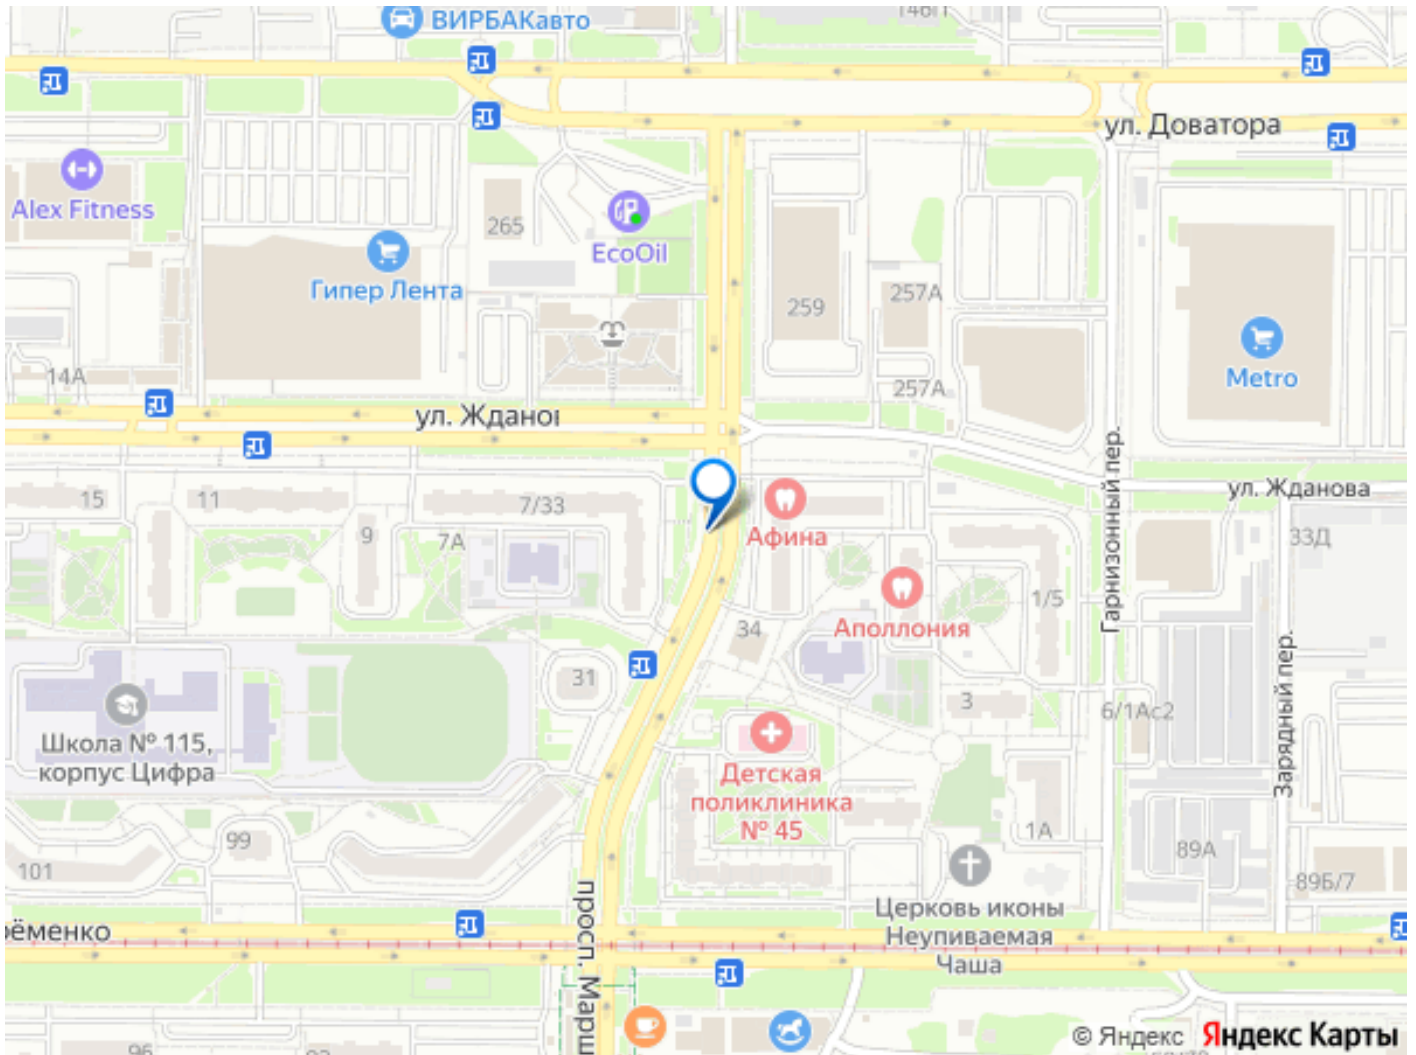 ВИРБАКавто
146П
ул. Доватора
Alex Fitness
265
EcoOil
Гипер Лента
259
257А
Metro
14А
257А
ул. Ждано
ул. Жданова
Гарнизонный пер.
15
11
7/33
9
7А
Афина
33Д
1/5
Аполлония
34
31
3
6/1Ас2
Зарядный пер.
Школа № 115,
корпус Цифра
Детская
поликлиника
№ 45
1А
99
101
89А
89Б/7
Церковь иконы
Неупиваемая
Чаша
рёменко
просп. Марш
96
© Яндекс
Яндекс Карты